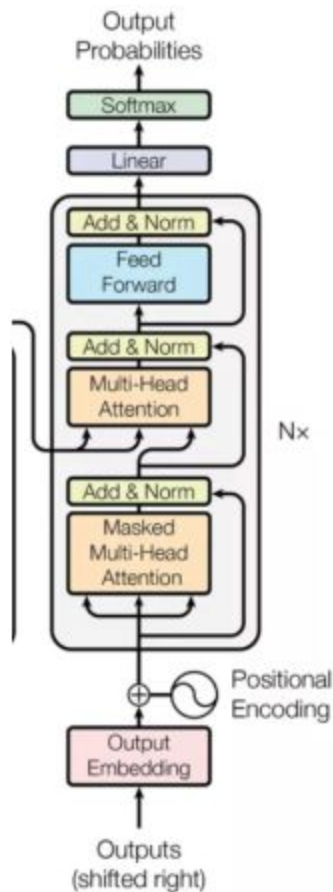 Output
Probabilities
Softmax
Linear
Add & Norm
Feed
Forward
Add & Norm
Multi-Head
Attention
N×
Add & Norm
Masked
Multi-Head
Attention
Positional
Encoding
Output
Embedding
Outputs
(shifted right)